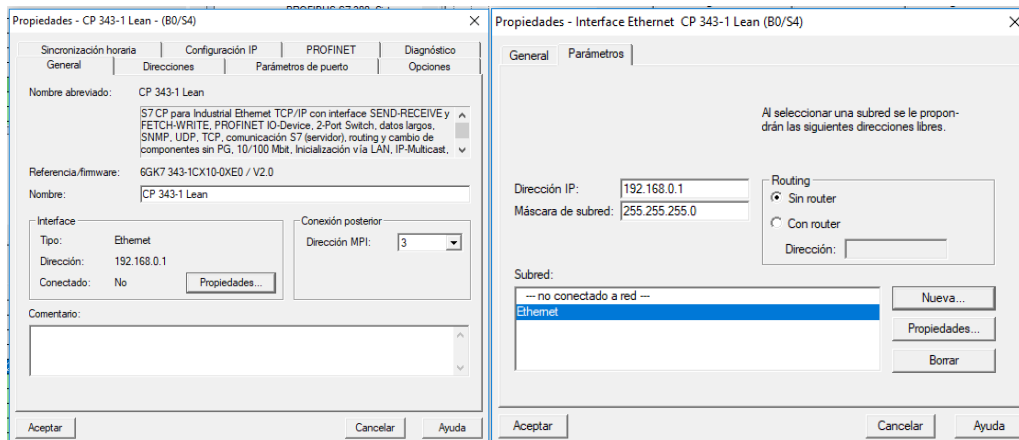 PROFIBUS S7 300
Propiedades - CP 343-1 Lean - (B0/S4)
Sincronización horaria
Configuración IP
PROFINET
Diagnóstico
General
Direcciones
Parámetros de puerto
Opciones
Nombre abreviado: CP 343-1 Lean
S7 CP para Industrial Ethernet TCP/IP con interface SEND-RECEIVE y
FETCH-WRITE, PROFINET IO-Device, 2-Port Switch, datos largos,
SNMP, UDP, TCP, comunicación S7 (servidor), routing y cambio de
componentes sin PG, 10/100 Mbit, Inicialización vía LAN, IP-Multicast,
Referencia/firmware: 6GK7 343-1CX10-0XE0 / V2.0
Nombre: CP 343-1 Lean
Interface
Tipo: Ethernet
Dirección: 192.168.0.1
Conectado: No
Propiedades...
Conexión posterior
Dirección MPI: 3
Comentario:
Aceptar
Cancelar
Ayuda
Propiedades - Interface Ethernet CP 343-1 Lean (B0/S4)
General
Parámetros
Al seleccionar una subred se le propon-
drán las siguientes direcciones libres.
Dirección IP: 192.168.0.1
Máscara de subred: 255.255.255.0
Routing
Sin router
Con router
Dirección:
Subred:
--- no conectado a red ---
Ethernet
Nueva...
Propiedades...
Borrar
Aceptar
Cancelar
Ayuda